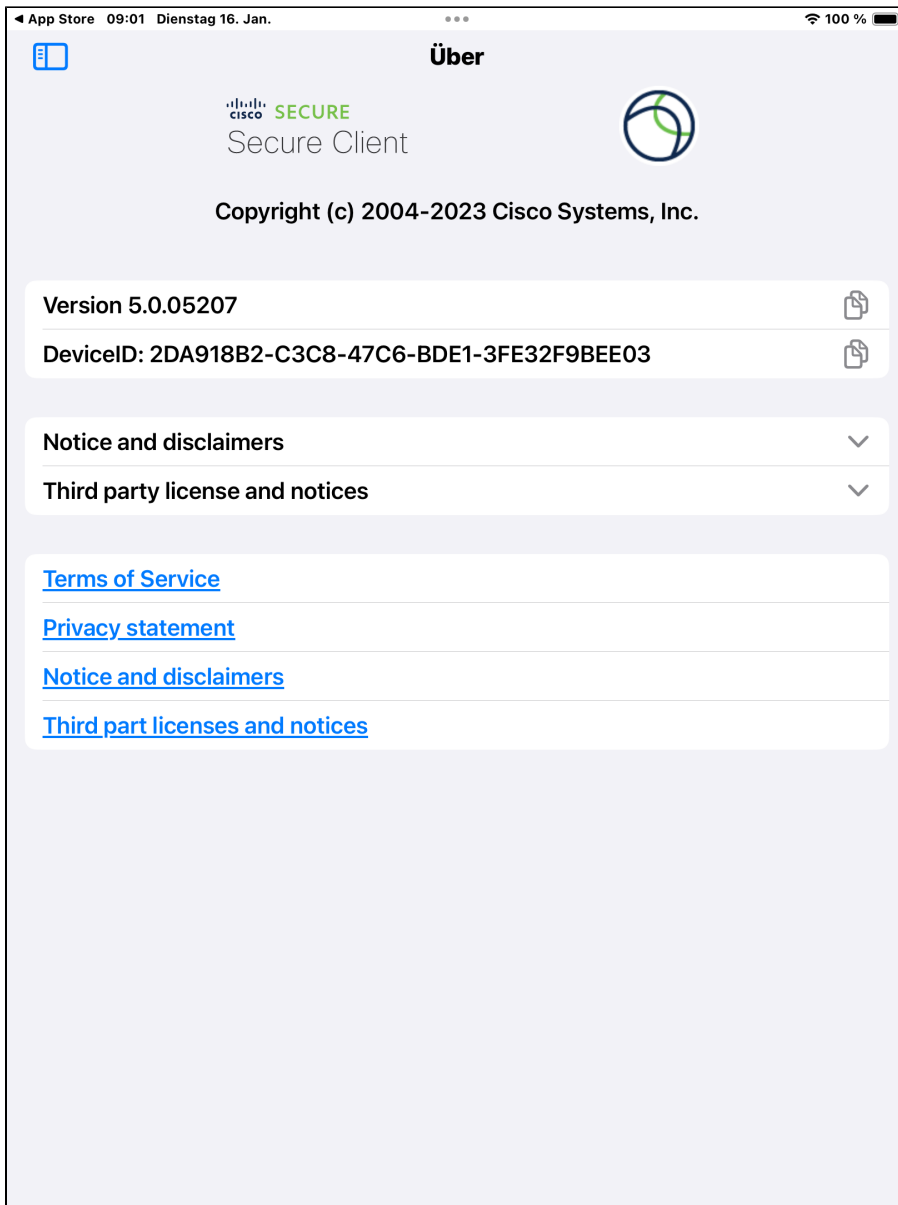 ◀ App Store 09:01 Dienstag 16. Jan. 100 %
Über
cisco SECURE
Secure Client
Copyright (c) 2004-2023 Cisco Systems, Inc.
Version 5.0.05207
DeviceID: 2DA918B2-C3C8-47C6-BDE1-3FE32F9BEE03
Notice and disclaimers
Third party license and notices
Terms of Service
Privacy statement
Notice and disclaimers
Third part licenses and notices